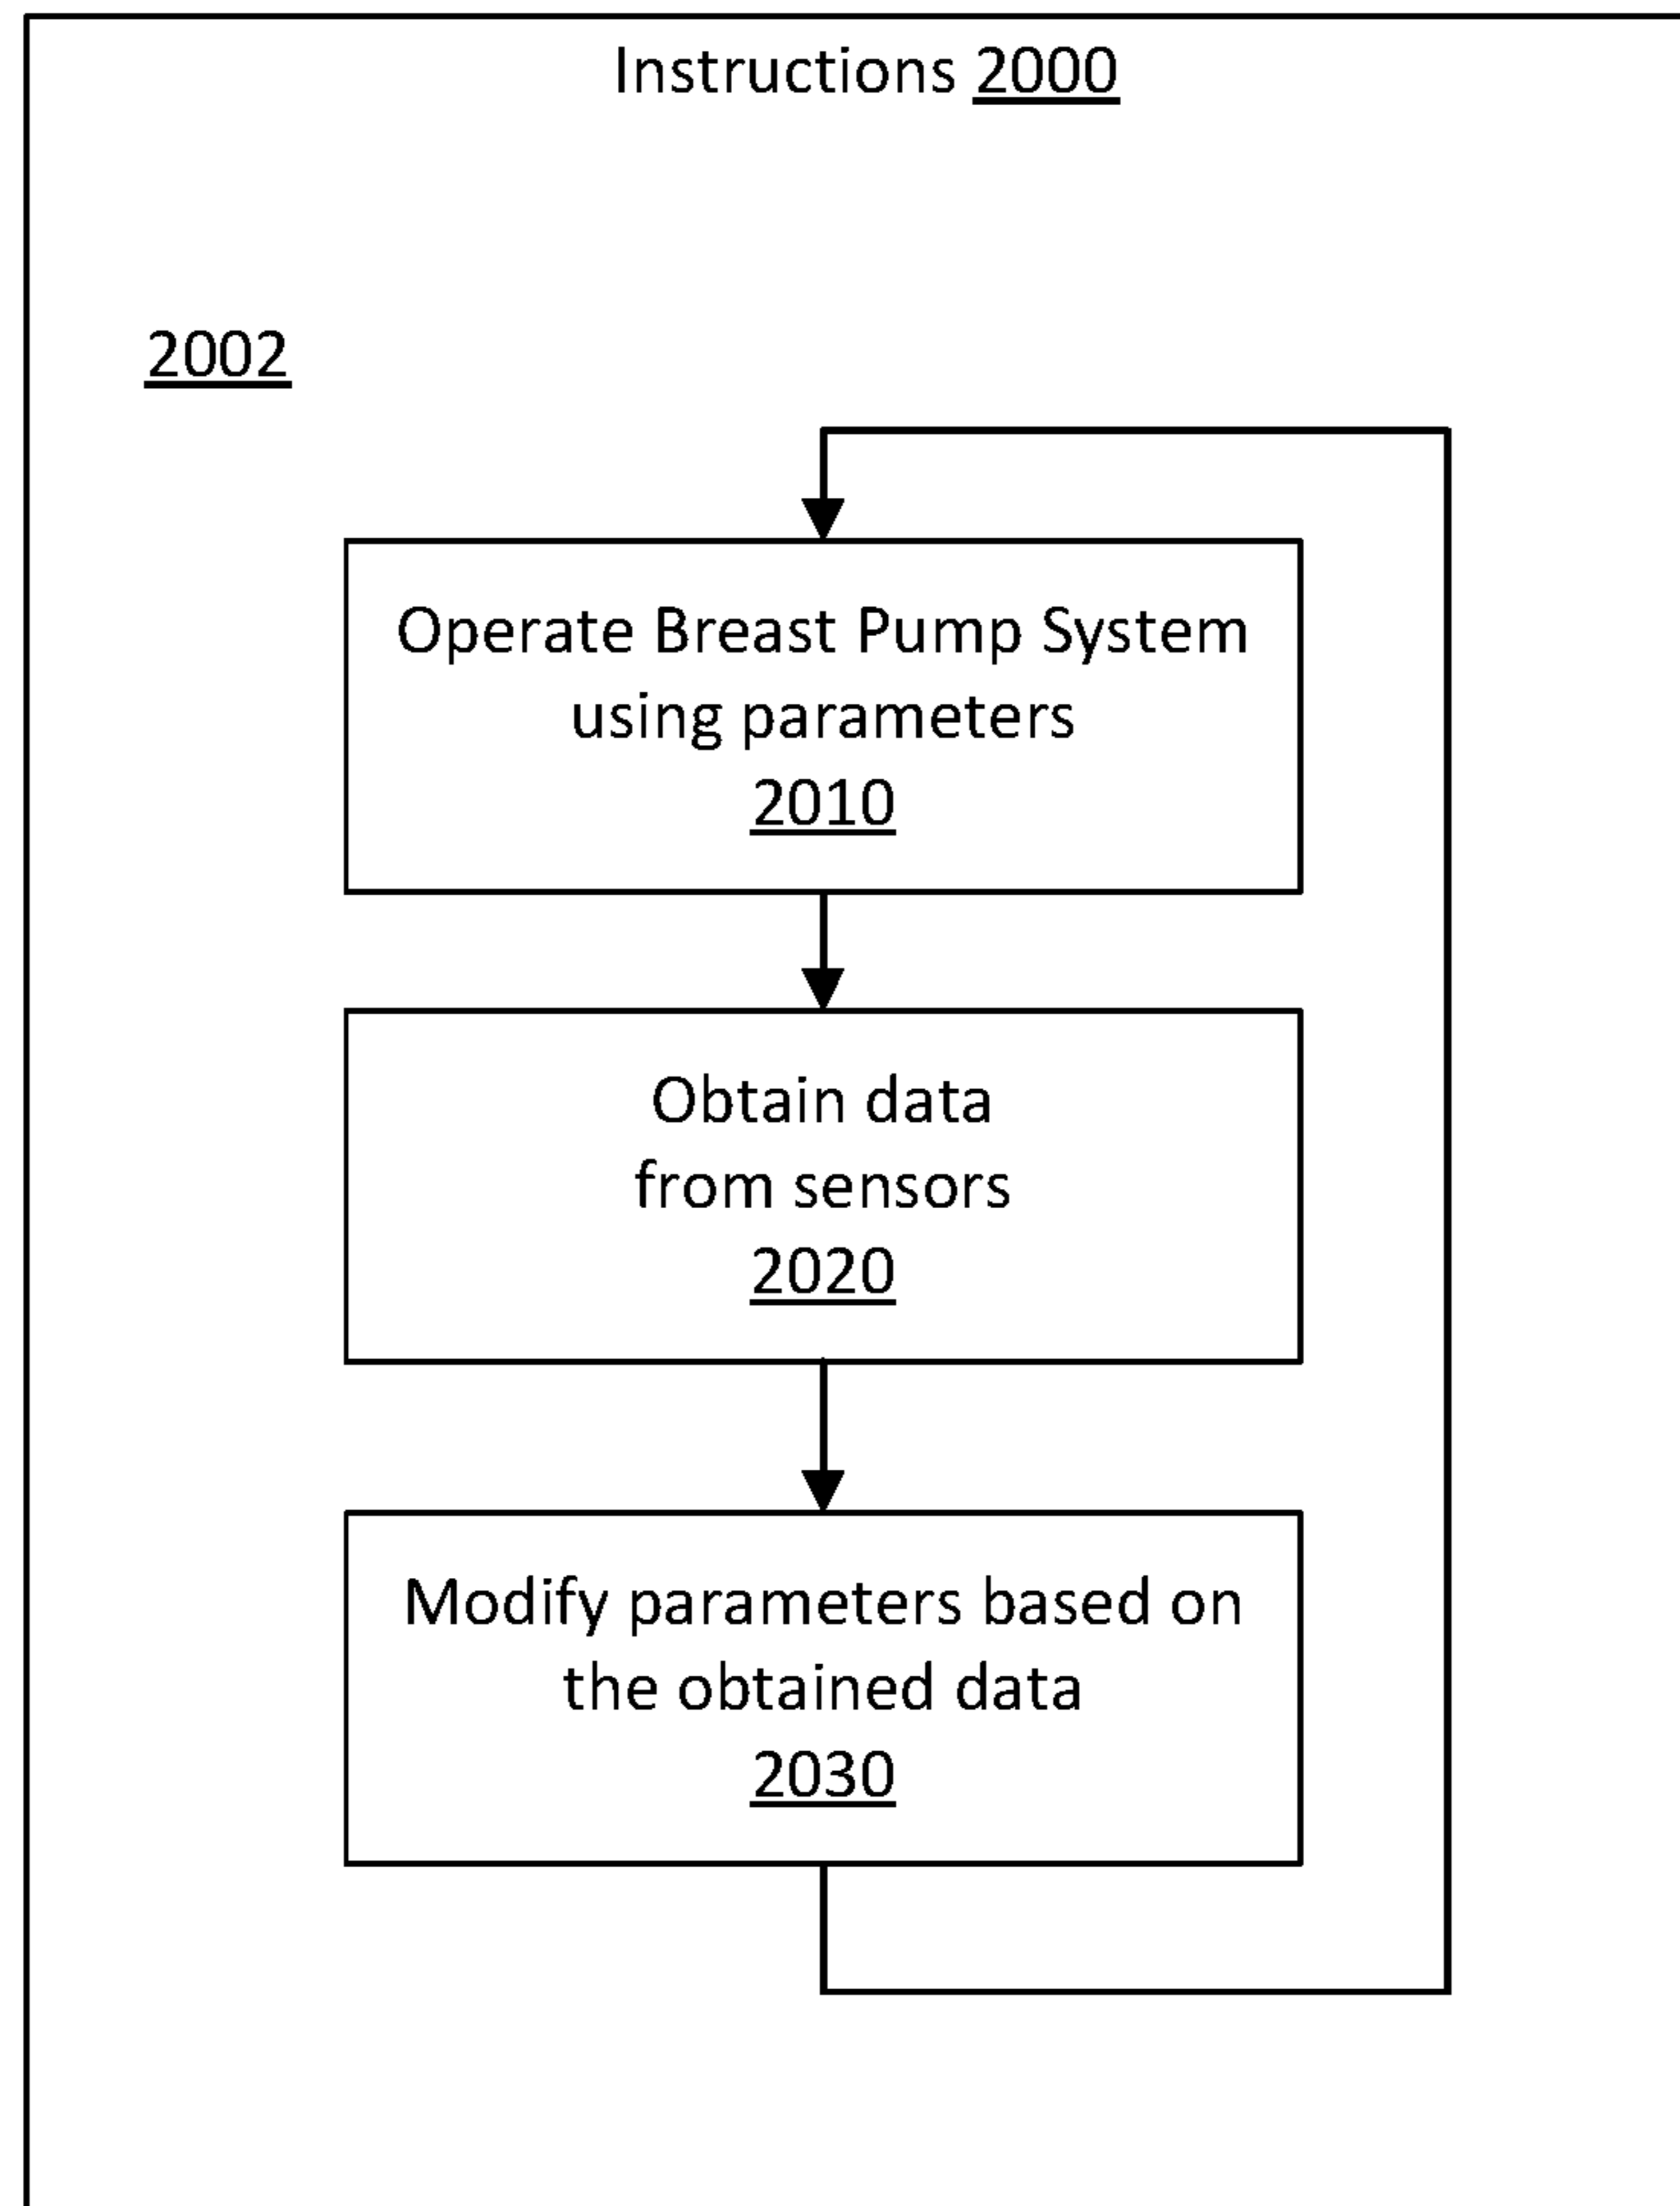 Instructions 2000
2002
Operate Breast Pump System
using parameters
2010
Obtain data
from sensors
2020
Modify parameters based on
the obtained data
2030